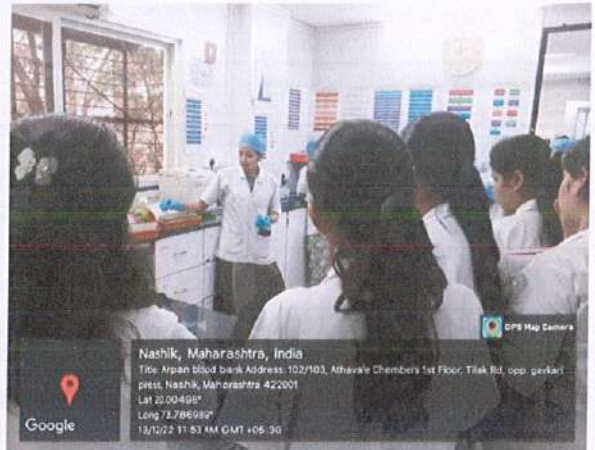 GPS Map Camera
Nashik, Maharashtra, India
Title: Arpan blood bank Address: 102/103, Athavale Chembers 1st Floor, Tilak Rd, opp. gavkari
press, Nashik, Maharashtra 422001
Lat 20.00498°
Long 73.786989°
13/12/22 11:53 AM GMT +05:30
Google